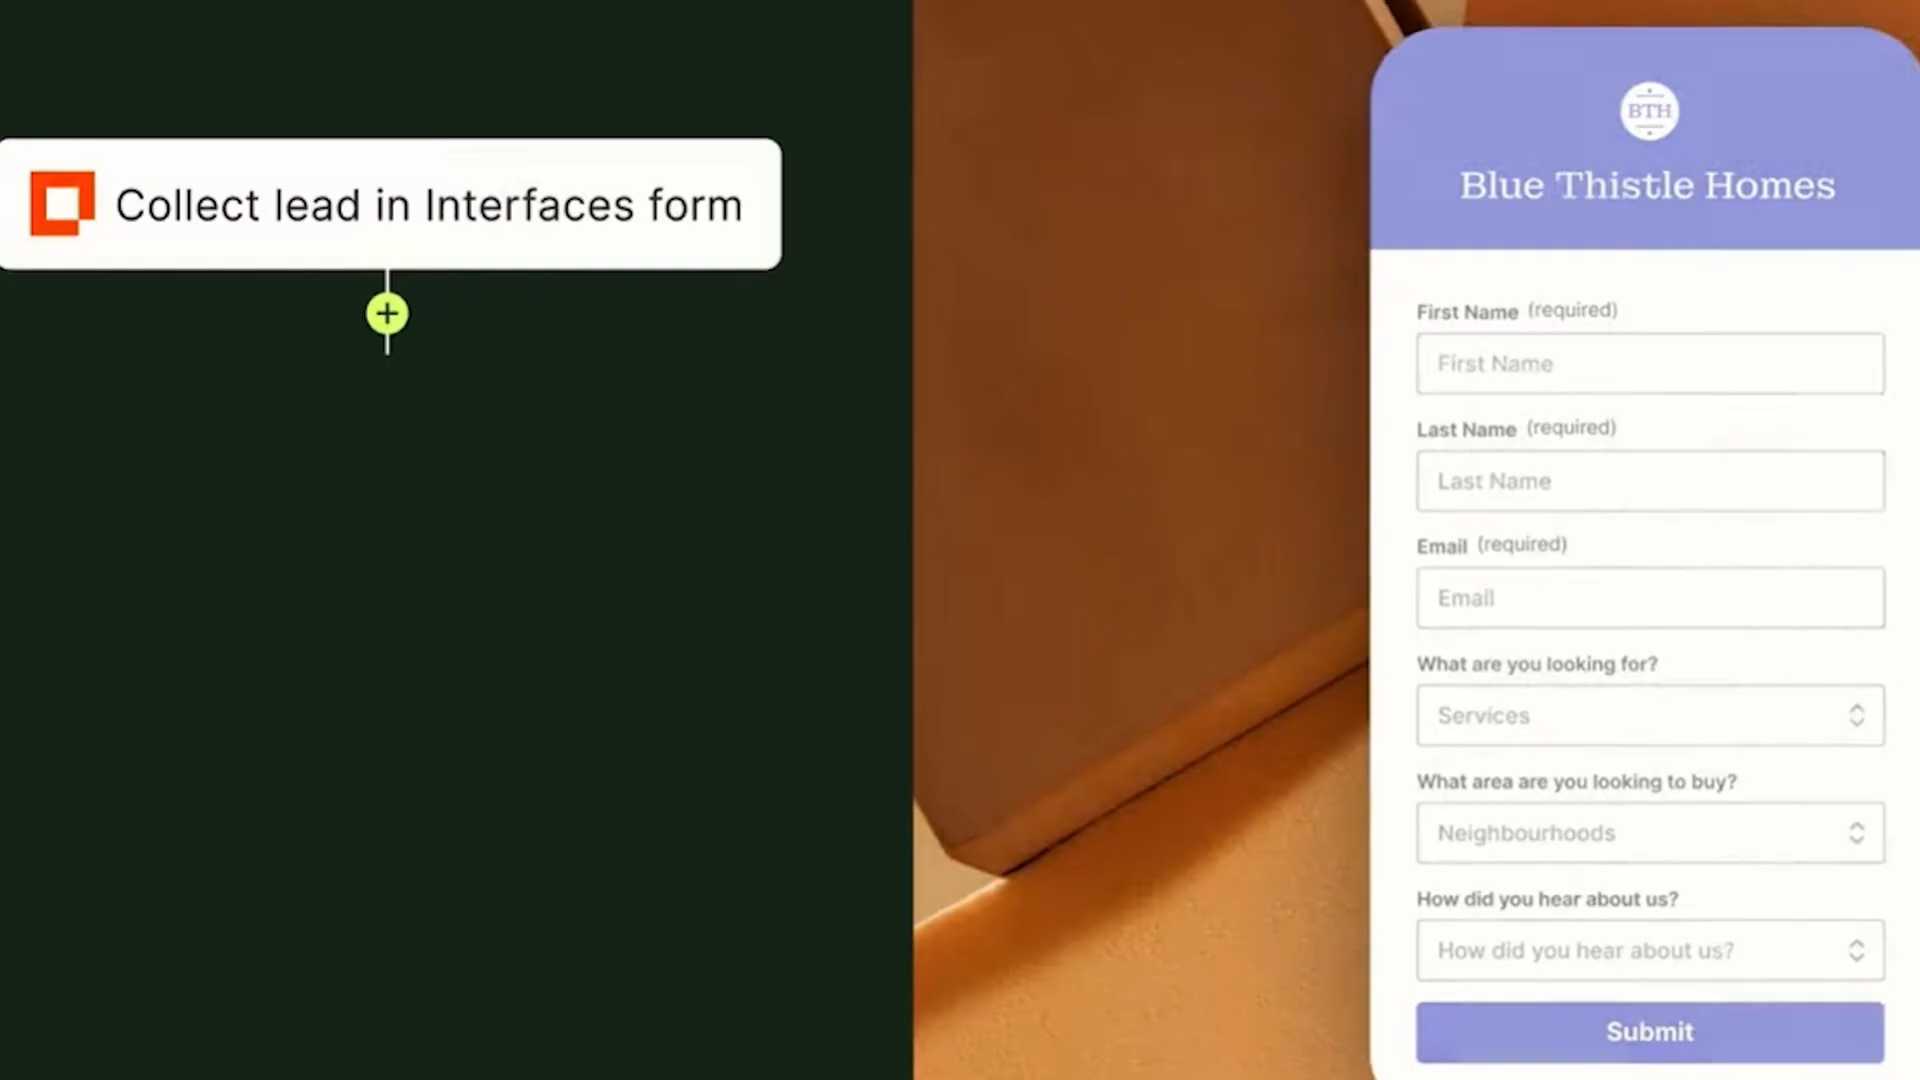 Collect lead in Interfaces form
BTH
Blue Thistle Homes
First Name (required)
First Name
Last Name (required)
Last Name
Email (required)
Email
What are you looking for?
Services
What area are you looking to buy?
Neighbourhoods
How did you hear about us?
How did you hear about us?
Submit